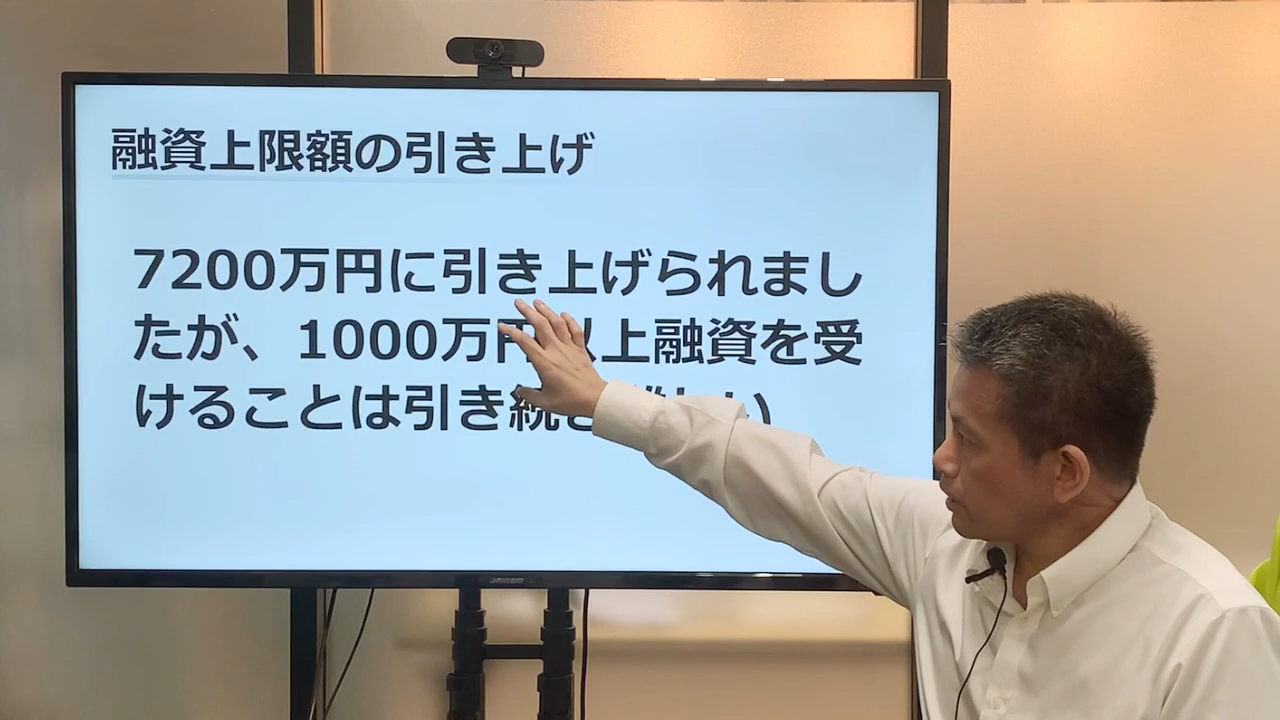 融資上限額の引き上げ
7200万円に引き上げられまし
たが、1000万円以上融資を受
けることは引き続き